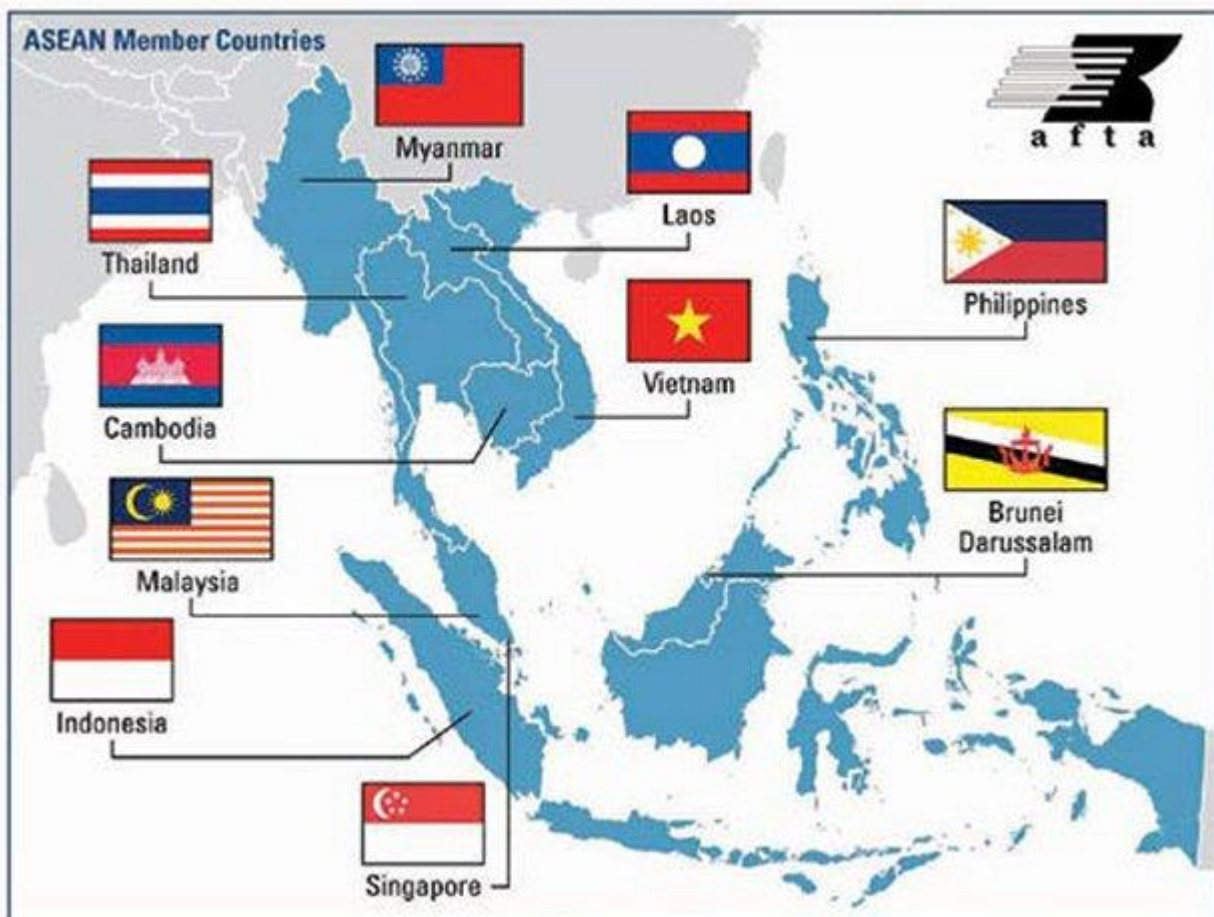 ASEAN Member Countries
afta
Myanmar
Laos
Thailand
Philippines
Vietnam
Cambodia
Brunei
Darussalam
Malaysia
Indonesia
Singapore